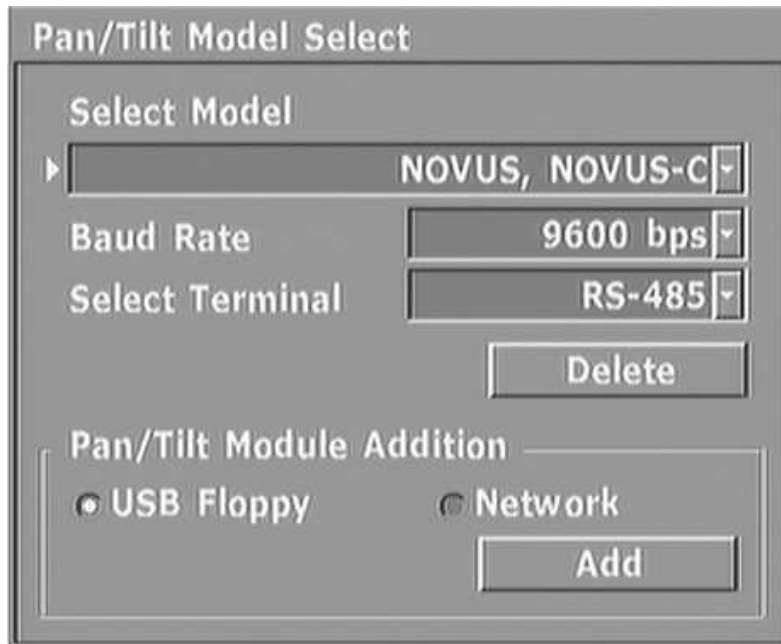 Pan/Tilt Model Select
Select Model
NOVUS, NOVUS-C
Baud Rate 9600 bps
Select Terminal RS-485
Delete
Pan/Tilt Module Addition
USB Floppy Network
Add